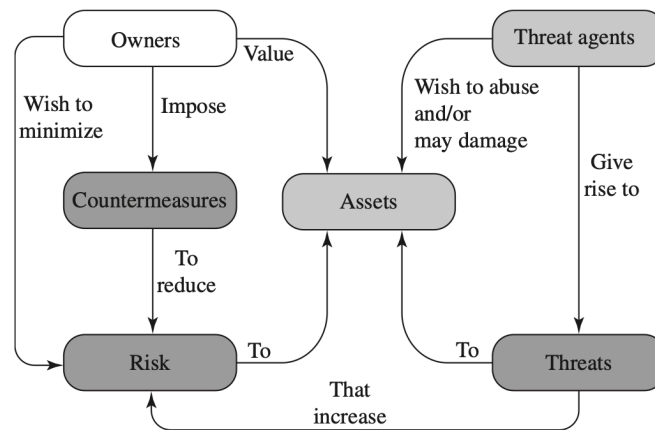 Owners
Threat agents
Value
Wish to
minimize
Impose
Wish to abuse
and/or
may damage
Give
rise to
Countermeasures
Assets
To
reduce
Risk
To
To
Threats
That
increase